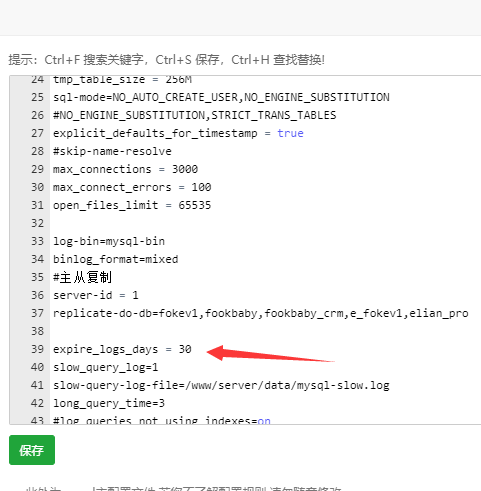 提示：Ctrl+F 搜索关键字，Ctrl+S 保存，Ctrl+H 查找替换!
24 tmp_table_size = 256M
25 sql-mode=NO_AUTO_CREATE_USER,NO_ENGINE_SUBSTITUTION
26 #NO_ENGINE_SUBSTITUTION,STRICT_TRANS_TABLES
27 explicit_defaults_for_timestamp = true
28 #skip-name-resolve
29 max_connections = 3000
30 max_connect_errors = 100
31 open_files_limit = 65535
32
33 log-bin=mysql-bin
34 binlog_format=mixed
35 #主从复制
36 server-id = 1
37 replicate-do-db=fokev1,fookbaby,fookbaby_crm,e_fokev1,elian_pro
38
39 expire_logs_days = 30
40 slow_query_log=1
41 slow-query-log-file=/www/server/data/mysql-slow.log
42 long_query_time=3
43 #log_queries_not_using_indexes=on
保存